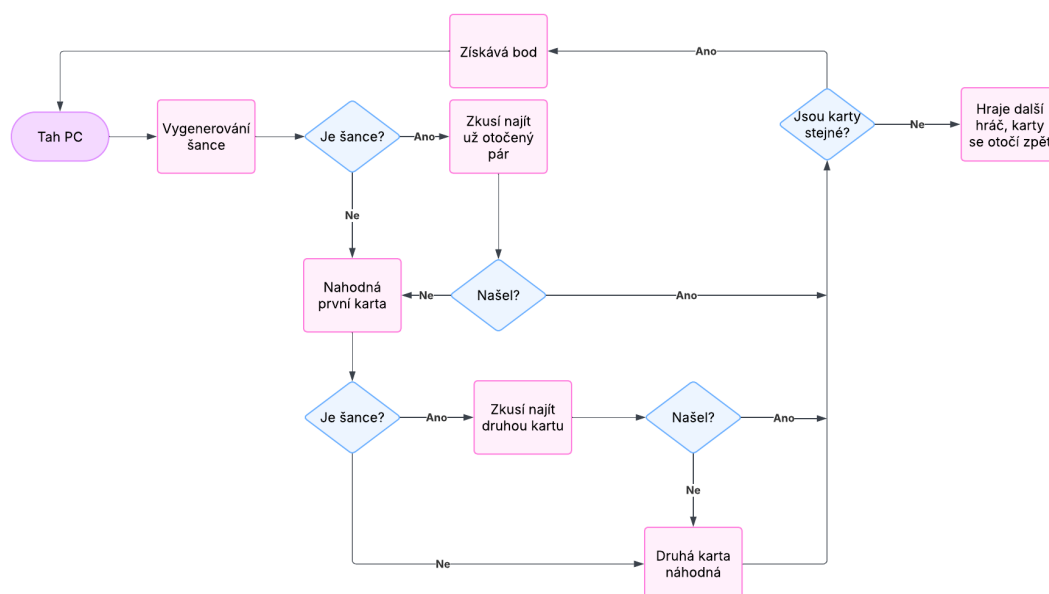 Získává bod
Ano
Tah PC
Vygenerování
šance
Je šance?
Ano
Zkusí najít
už otočený
pár
Jsou karty
stejné?
Ne
Hraje další
hráč, karty
se otočí zpět
Ne
Nahodná
první karta
Ne
Našel?
Ano
Je šance?
Ano
Zkusí najít
druhou kartu
Našel?
Ano
Ne
Ne
Druhá karta
náhodná